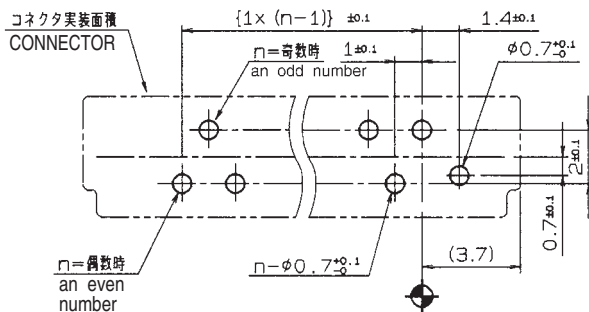 コネクタ実装面積
CONNECTOR
{1x (n-1)} ±0.1
1.4±0.1
n=奇数時
an odd number
1±0.1
φ0.7+0.1 -0
2±0.1
0.7±0.1
n=偶数時
an even
number
n-φ0.7+0.1 -0
(3.7)